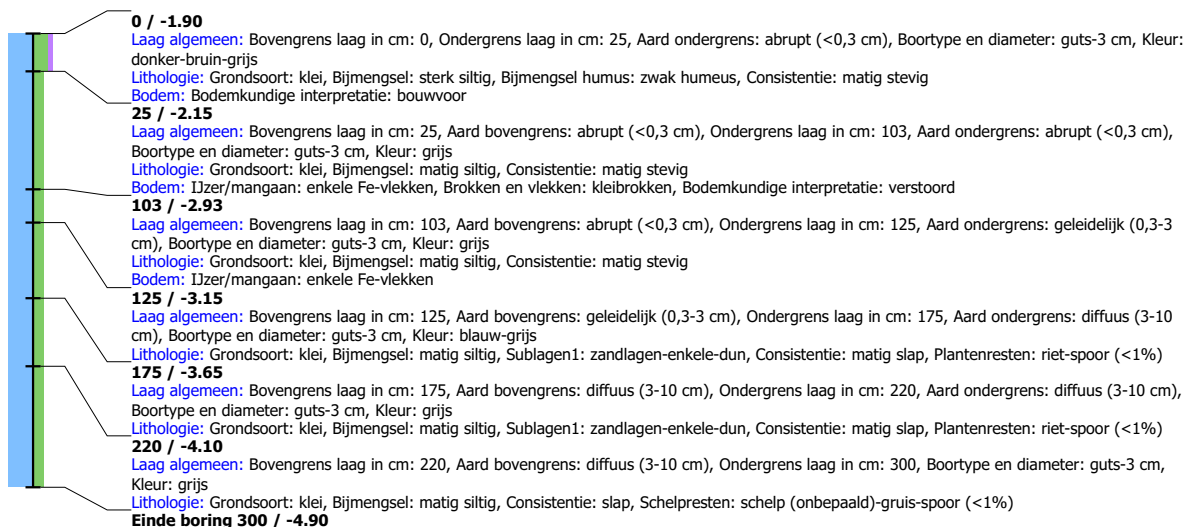 0 / -1.90
Laag algemeen: Bovengrens laag in cm: 0, Ondergrens laag in cm: 25, Aard ondergrens: abrupt (<0,3 cm), Boortype en diameter: guts-3 cm, Kleur:
donker-bruin-grijs
Lithologie: Grondsoort: klei, Bijmengsel: sterk siltig, Bijmengsel humus: zwak humeus, Consistentie: matig stevig
Bodem: Bodemkundige interpretatie: bouwvoor
25 / -2.15
Laag algemeen: Bovengrens laag in cm: 25, Aard bovengrens: abrupt (<0,3 cm), Ondergrens laag in cm: 103, Aard ondergrens: abrupt (<0,3 cm),
Boortype en diameter: guts-3 cm, Kleur: grijs
Lithologie: Grondsoort: klei, Bijmengsel: matig siltig, Consistentie: matig stevig
Bodem: IJzer/mangaan: enkele Fe-vlekken, Brokken en vlekken: kleibrokken, Bodemkundige interpretatie: verstoord
103 / -2.93
Laag algemeen: Bovengrens laag in cm: 103, Aard bovengrens: abrupt (<0,3 cm), Ondergrens laag in cm: 125, Aard ondergrens: geleidelijk (0,3-3
cm), Boortype en diameter: guts-3 cm, Kleur: grijs
Lithologie: Grondsoort: klei, Bijmengsel: matig siltig, Consistentie: matig stevig
Bodem: IJzer/mangaan: enkele Fe-vlekken
125 / -3.15
Laag algemeen: Bovengrens laag in cm: 125, Aard bovengrens: geleidelijk (0,3-3 cm), Ondergrens laag in cm: 175, Aard ondergrens: diffuus (3-10
cm), Boortype en diameter: guts-3 cm, Kleur: blauw-grijs
Lithologie: Grondsoort: klei, Bijmengsel: matig siltig, Sublagen1: zandlagen-enkele-dun, Consistentie: matig slap, Plantenresten: riet-spoor (<1%)
175 / -3.65
Laag algemeen: Bovengrens laag in cm: 175, Aard bovengrens: diffuus (3-10 cm), Ondergrens laag in cm: 220, Aard ondergrens: diffuus (3-10 cm),
Boortype en diameter: guts-3 cm, Kleur: grijs
Lithologie: Grondsoort: klei, Bijmengsel: matig siltig, Sublagen1: zandlagen-enkele-dun, Consistentie: matig slap, Plantenresten: riet-spoor (<1%)
220 / -4.10
Laag algemeen: Bovengrens laag in cm: 220, Aard bovengrens: diffuus (3-10 cm), Ondergrens laag in cm: 300, Boortype en diameter: guts-3 cm,
Kleur: grijs
Lithologie: Grondsoort: klei, Bijmengsel: matig siltig, Consistentie: slap, Schelpresten: schelp (onbepaald)-gruis-spoor (<1%)
Einde boring 300 / -4.90